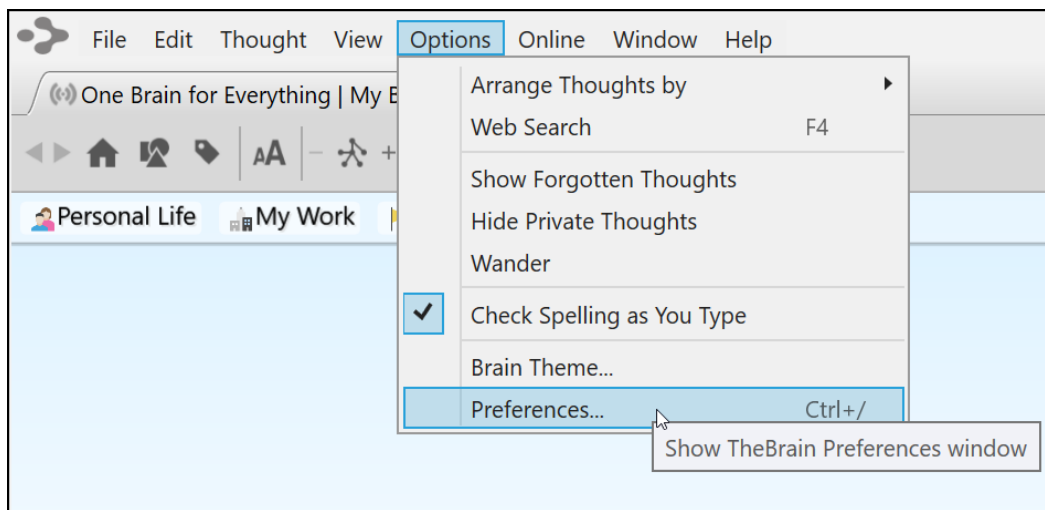 File Edit Thought View Options Online Window Help
One Brain for Everything | My
Arrange Thoughts by
Web Search F4
AA
Show Forgotten Thoughts
Personal Life My Work
Hide Private Thoughts
Wander
Check Spelling as You Type
Brain Theme...
Preferences... Ctrl+/
Show TheBrain Preferences window